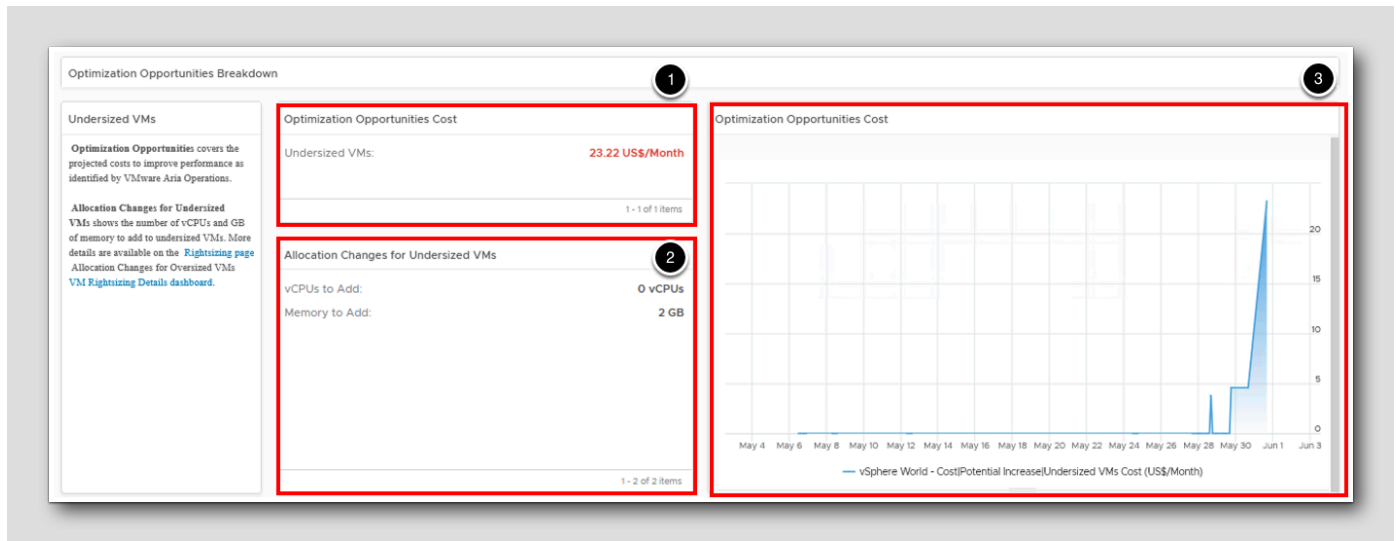 Optimization Opportunities Breakdown
1
3
Undersized VMs
Optimization Opportunities covers the
projected costs to improve performance as
identified by VMware Aria Operations.
Allocation Changes for Undersized
VMs shows the number of vCPUs and GB
of memory to add to undersized VMs. More
details are available on the Rightsizing page
Allocation Changes for Oversized VMs
VM Rightsizing Details dashboard.
Optimization Opportunities Cost
Undersized VMs: 23.22 US$/Month
1 - 1 of 1 items
2
Allocation Changes for Undersized VMs
vCPUs to Add: 0 vCPUs
Memory to Add: 2 GB
1 - 2 of 2 items
Optimization Opportunities Cost
20
15
10
5
0
May 4 May 6 May 8 May 10 May 12 May 14 May 16 May 18 May 20 May 22 May 24 May 26 May 28 May 30 Jun 1 Jun 3
vSphere World - Cost|Potential Increase|Undersized VMs Cost (US$/Month)